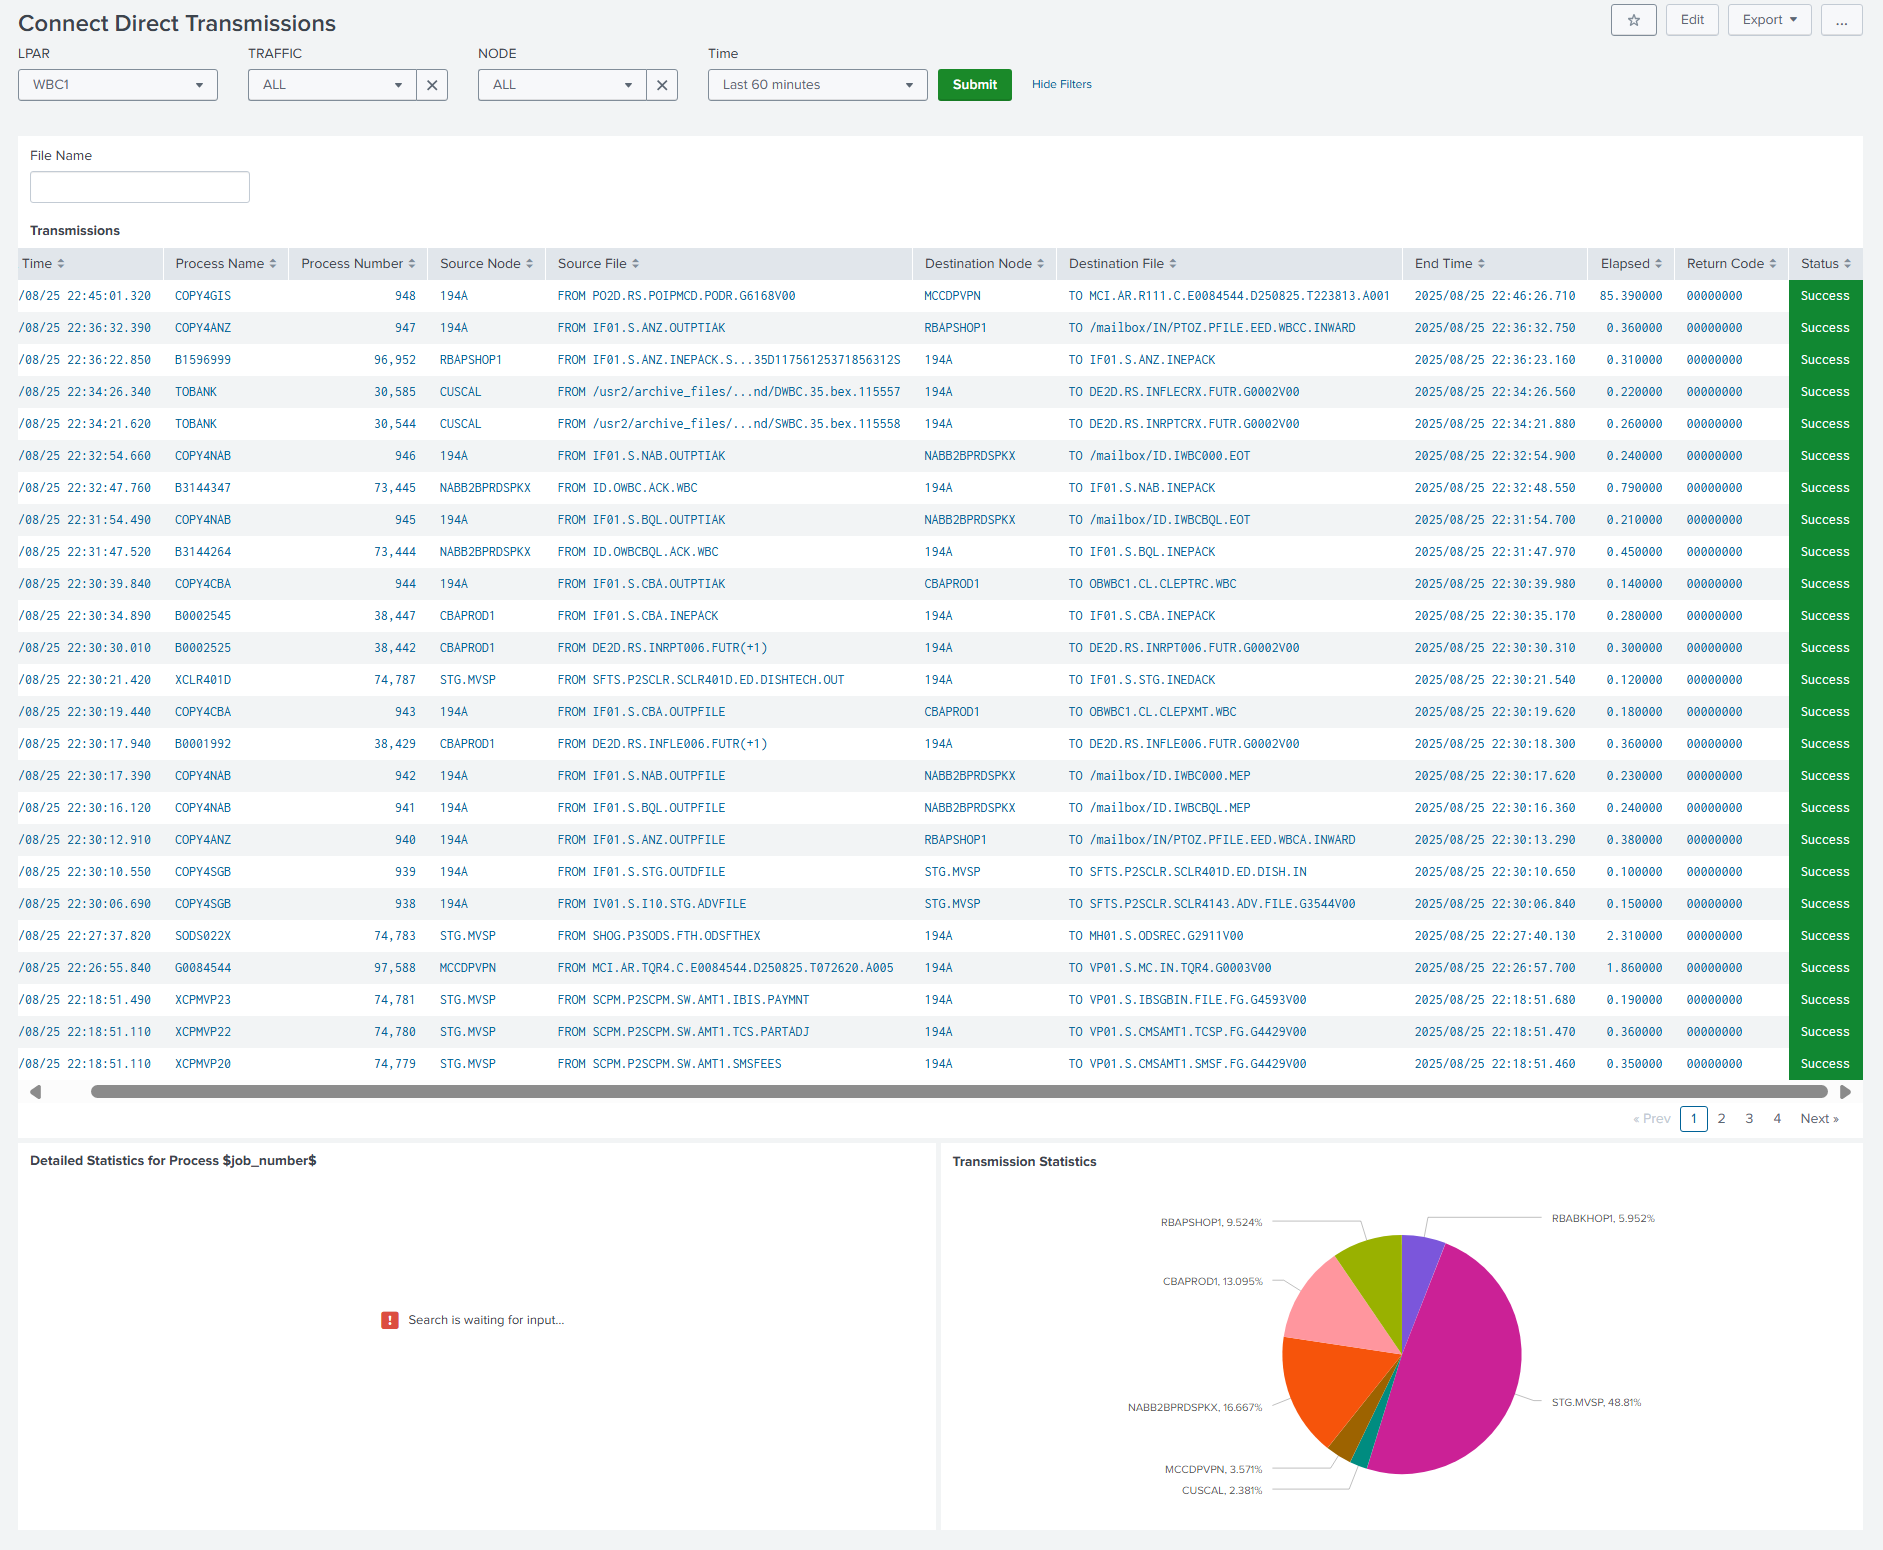 Connect Direct Transmissions
Edit
Export
...
LPAR
TRAFFIC
NODE
Time
WBC1
ALL
ALL
Last 60 minutes
Submit
Hide Filters
File Name
Transmissions
Time Process Name Process Number Source Node Source File Destination Node Destination File End Time Elapsed Return Code Status
/08/25 22:45:01.320 COPY4GIS 948 194A FROM PO2D.RS.POIPMCD.PODR.G6168V00 MCCDPVPN TO MCI.AR.R111.C.E0084544.D250825.T223813.A001 2025/08/25 22:46:26.710 85.390000 00000000 Success
/08/25 22:36:32.390 COPY4ANZ 947 194A FROM IF01.S.ANZ.OUTPTIAK RBAPSHOP1 TO /mailbox/IN/PTOZ.PFILE.EED.WBCC.INWARD 2025/08/25 22:36:32.750 0.360000 00000000 Success
/08/25 22:36:22.850 B1596999 96,952 RBAPSHOP1 FROM IF01.S.ANZ.INEPACK.S...35D1175612537185­6312S 194A TO IF01.S.ANZ.INEPACK 2025/08/25 22:36:23.160 0.310000 00000000 Success
/08/25 22:34:26.340 TOBANK 30,585 CUSCAL FROM /usr2/archive_files/...nd/DWBC.35.bex.115557 194A TO DE2D.RS.INFLECRX.FUTR.G0002V00 2025/08/25 22:34:26.560 0.220000 00000000 Success
/08/25 22:34:21.620 TOBANK 30,544 CUSCAL FROM /usr2/archive_files/...nd/SWBC.35.bex.115558 194A TO DE2D.RS.INRPTCRX.FUTR.G0002V00 2025/08/25 22:34:21.880 0.260000 00000000 Success
/08/25 22:32:54.660 COPY4NAB 946 194A FROM IF01.S.NAB.OUTPTIAK NABB2BPRDSPKX TO /mailbox/ID.IWBC000.EOT 2025/08/25 22:32:54.900 0.240000 00000000 Success
/08/25 22:32:47.760 B3144347 73,445 NABB2BPRDSPKX FROM ID.OWBC.ACK.WBC 194A TO IF01.S.NAB.INEPACK 2025/08/25 22:32:48.550 0.790000 00000000 Success
/08/25 22:31:54.490 COPY4NAB 945 194A FROM IF01.S.BQL.OUTPTIAK NABB2BPRDSPKX TO /mailbox/ID.IWBCBQL.EOT 2025/08/25 22:31:54.700 0.210000 00000000 Success
/08/25 22:31:47.520 B3144264 73,444 NABB2BPRDSPKX FROM ID.OWBCBQL.ACK.WBC 194A TO IF01.S.BQL.INEPACK 2025/08/25 22:31:47.970 0.450000 00000000 Success
/08/25 22:30:39.840 COPY4CBA 944 194A FROM IF01.S.CBA.OUTPTIAK CBAPROD1 TO OBWBC1.CL.CLEPTRC.WBC 2025/08/25 22:30:39.980 0.140000 00000000 Success
/08/25 22:30:34.890 B0002545 38,447 CBAPROD1 FROM IF01.S.CBA.INEPACK 194A TO IF01.S.CBA.INEPACK 2025/08/25 22:30:35.170 0.280000 00000000 Success
/08/25 22:30:30.010 B0002525 38,442 CBAPROD1 FROM DE2D.RS.INRPT006.FUTR(+1) 194A TO DE2D.RS.INRPT006.FUTR.G0002V00 2025/08/25 22:30:30.310 0.300000 00000000 Success
/08/25 22:30:21.420 XCLR401D 74,787 STG.MVSP FROM SFTS.P2SCLR.SCLR401D.ED.DISHTECH.OUT 194A TO IF01.S.STG.INEDACK 2025/08/25 22:30:21.540 0.120000 00000000 Success
/08/25 22:30:19.440 COPY4CBA 943 194A FROM IF01.S.CBA.OUTPFILE CBAPROD1 TO OBWBC1.CL.CLEPXMT.WBC 2025/08/25 22:30:19.620 0.180000 00000000 Success
/08/25 22:30:17.940 B0001992 38,429 CBAPROD1 FROM DE2D.RS.INFLE006.FUTR(+1) 194A TO DE2D.RS.INFLE006.FUTR.G0002V00 2025/08/25 22:30:18.300 0.360000 00000000 Success
/08/25 22:30:17.390 COPY4NAB 942 194A FROM IF01.S.NAB.OUTPFILE NABB2BPRDSPKX TO /mailbox/ID.IWBC000.MEP 2025/08/25 22:30:17.620 0.230000 00000000 Success
/08/25 22:30:16.120 COPY4NAB 941 194A FROM IF01.S.BQL.OUTPFILE NABB2BPRDSPKX TO /mailbox/ID.IWBCBQL.MEP 2025/08/25 22:30:16.360 0.240000 00000000 Success
/08/25 22:30:12.910 COPY4ANZ 940 194A FROM IF01.S.ANZ.OUTPFILE RBAPSHOP1 TO /mailbox/IN/PTOZ.PFILE.EED.WBCA.INWARD 2025/08/25 22:30:13.290 0.380000 00000000 Success
/08/25 22:30:10.550 COPY4SGB 939 194A FROM IF01.S.STG.OUTDFILE STG.MVSP TO SFTS.P2SCLR.SCLR401D.ED.DISH.IN 2025/08/25 22:30:10.650 0.100000 00000000 Success
/08/25 22:30:06.690 COPY4SGB 938 194A FROM IV01.S.I10.STG.ADVFILE STG.MVSP TO SFTS.P2SCLR.SCLR4143.ADV.FILE.G3544V00 2025/08/25 22:30:06.840 0.150000 00000000 Success
/08/25 22:27:37.820 SODS022X 74,783 STG.MVSP FROM SHOG.P3SODS.FTH.ODSFTHEX 194A TO MH01.S.ODSREC.G2911V00 2025/08/25 22:27:40.130 2.310000 00000000 Success
/08/25 22:26:55.840 G0084544 97,588 MCCDPVPN FROM MCI.AR.TQR4.C.E0084544.D250825.T072620.A005 194A TO VP01.S.MC.IN.TQR4.G0003V00 2025/08/25 22:26:57.700 1.860000 00000000 Success
/08/25 22:18:51.490 XCPMVP23 74,781 STG.MVSP FROM SCPM.P2SCPM.SW.AMT1.IBIS.PAYMNT 194A TO VP01.S.IBSGBIN.FILE.FG.G4593V00 2025/08/25 22:18:51.680 0.190000 00000000 Success
/08/25 22:18:51.110 XCPMVP22 74,780 STG.MVSP FROM SCPM.P2SCPM.SW.AMT1.TCS.PARTADJ 194A TO VP01.S.CMSAMT1.TCSP.FG.G4429V00 2025/08/25 22:18:51.470 0.360000 00000000 Success
/08/25 22:18:51.110 XCPMVP20 74,779 STG.MVSP FROM SCPM.P2SCPM.SW.AMT1.SMSFEES 194A TO VP01.S.CMSAMT1.SMSF.FG.G4429V00 2025/08/25 22:18:51.460 0.350000 00000000 Success
« Prev 1 2 3 4 Next »
Detailed Statistics for Process $job_number$
! Search is waiting for input...
Transmission Statistics
RBAPSHOP1, 9.524%
RBABKHOP1, 5.952%
CBAPROD1, 13.095%
STG.MVSP, 48.81%
NABB2BPRDSPKX, 16.667%
MCCDPVPN, 3.571%
CUSCAL, 2.381%